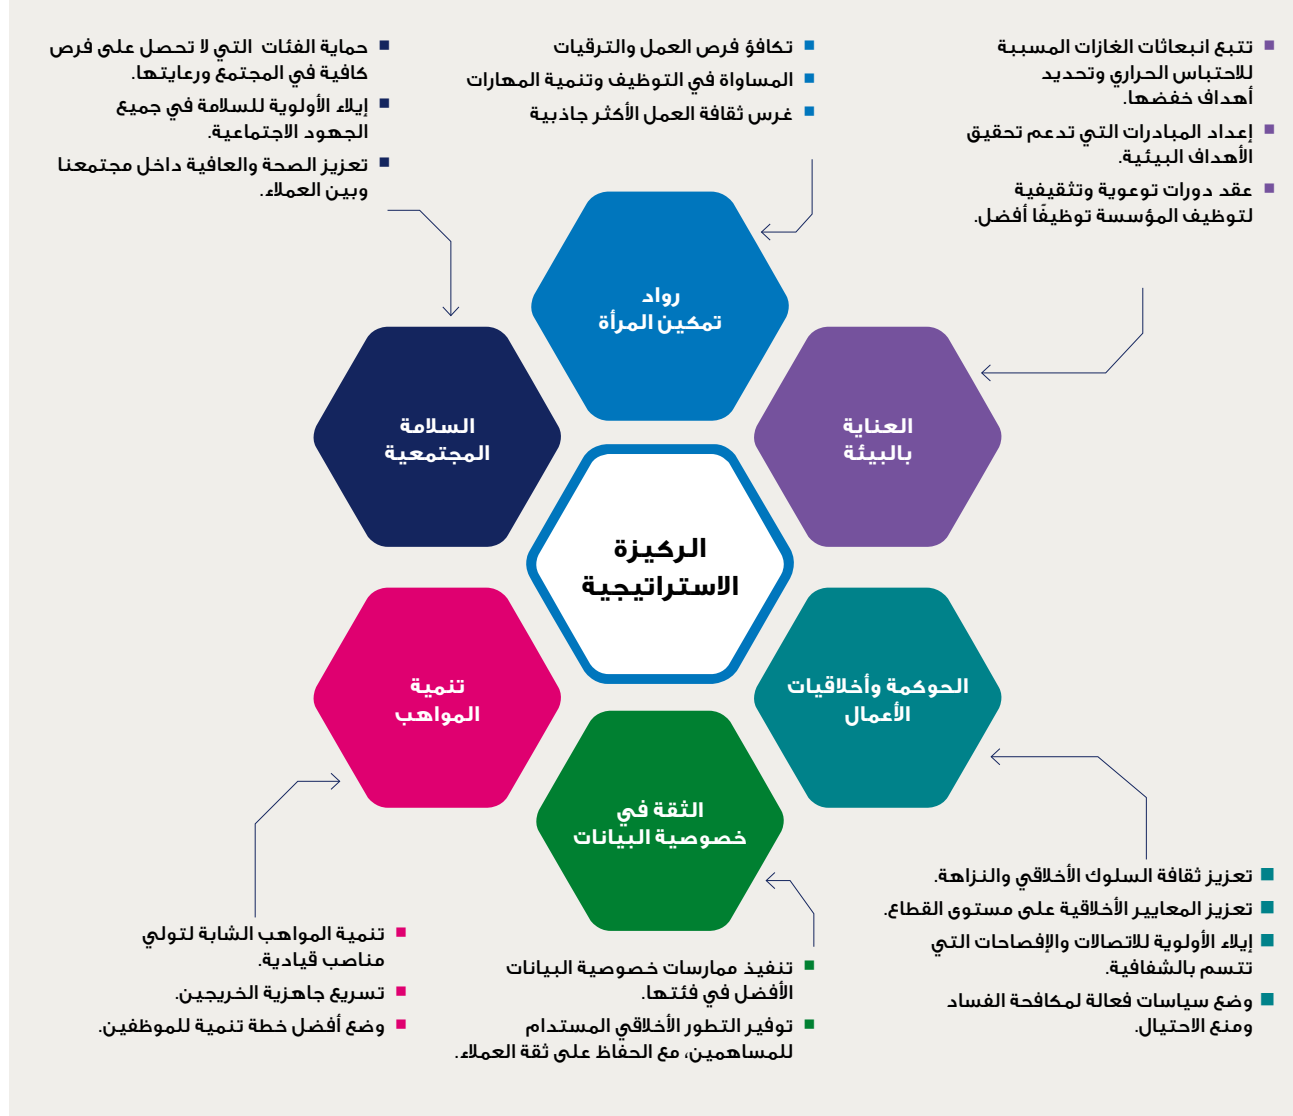 تتبع انبعاثات الغازات المسببة
للاحتباس الحراري وتحديد
أهداف خفضها.
إعداد المبادرات التي تدعم تحقيق
الأهداف البيئية.
عقد دورات توعوية وتثقيفية
لتوظيف المؤسسة توظيفًا أفضل.
تكافؤ فرص العمل والترقيات
المساواة في التوظيف وتنمية المهارات
غرس ثقافة العمل الأكثر جاذبية
حماية الفئات التي لا تحصل على فرص
كافية في المجتمع ورعايتها.
إيلاء الأولوية للسلامة في جميع
الجهود الاجتماعية.
تعزيز الصحة والعافية داخل مجتمعنا
وبين العملاء.
رواد
تمكين المرأة
العناية
بالبيئة
السلامة
المجتمعية
الركيزة
الاستراتيجية
الحوكمة وأخلاقيات
الأعمال
تنمية
المواهب
الثقة في
خصوصية البيانات
تعزيز ثقافة السلوك الأخلاقي والنزاهة.
تعزيز المعايير الأخلاقية على مستوى القطاع.
إيلاء الأولوية للاتصالات والإفصاحات التي
تتسم بالشفافية.
وضع سياسات فعالة لمكافحة الفساد
ومنع الاحتيال.
تنفيذ ممارسات خصوصية البيانات
الأفضل في فئتها.
توفير التطور الأخلاقي المستدام
للمساهمين، مع الحفاظ على ثقة العملاء.
تنمية المواهب الشابة لتولي
مناصب قيادية.
تسريع جاهزية الخريجين.
وضع أفضل خطة تنمية للموظفين.